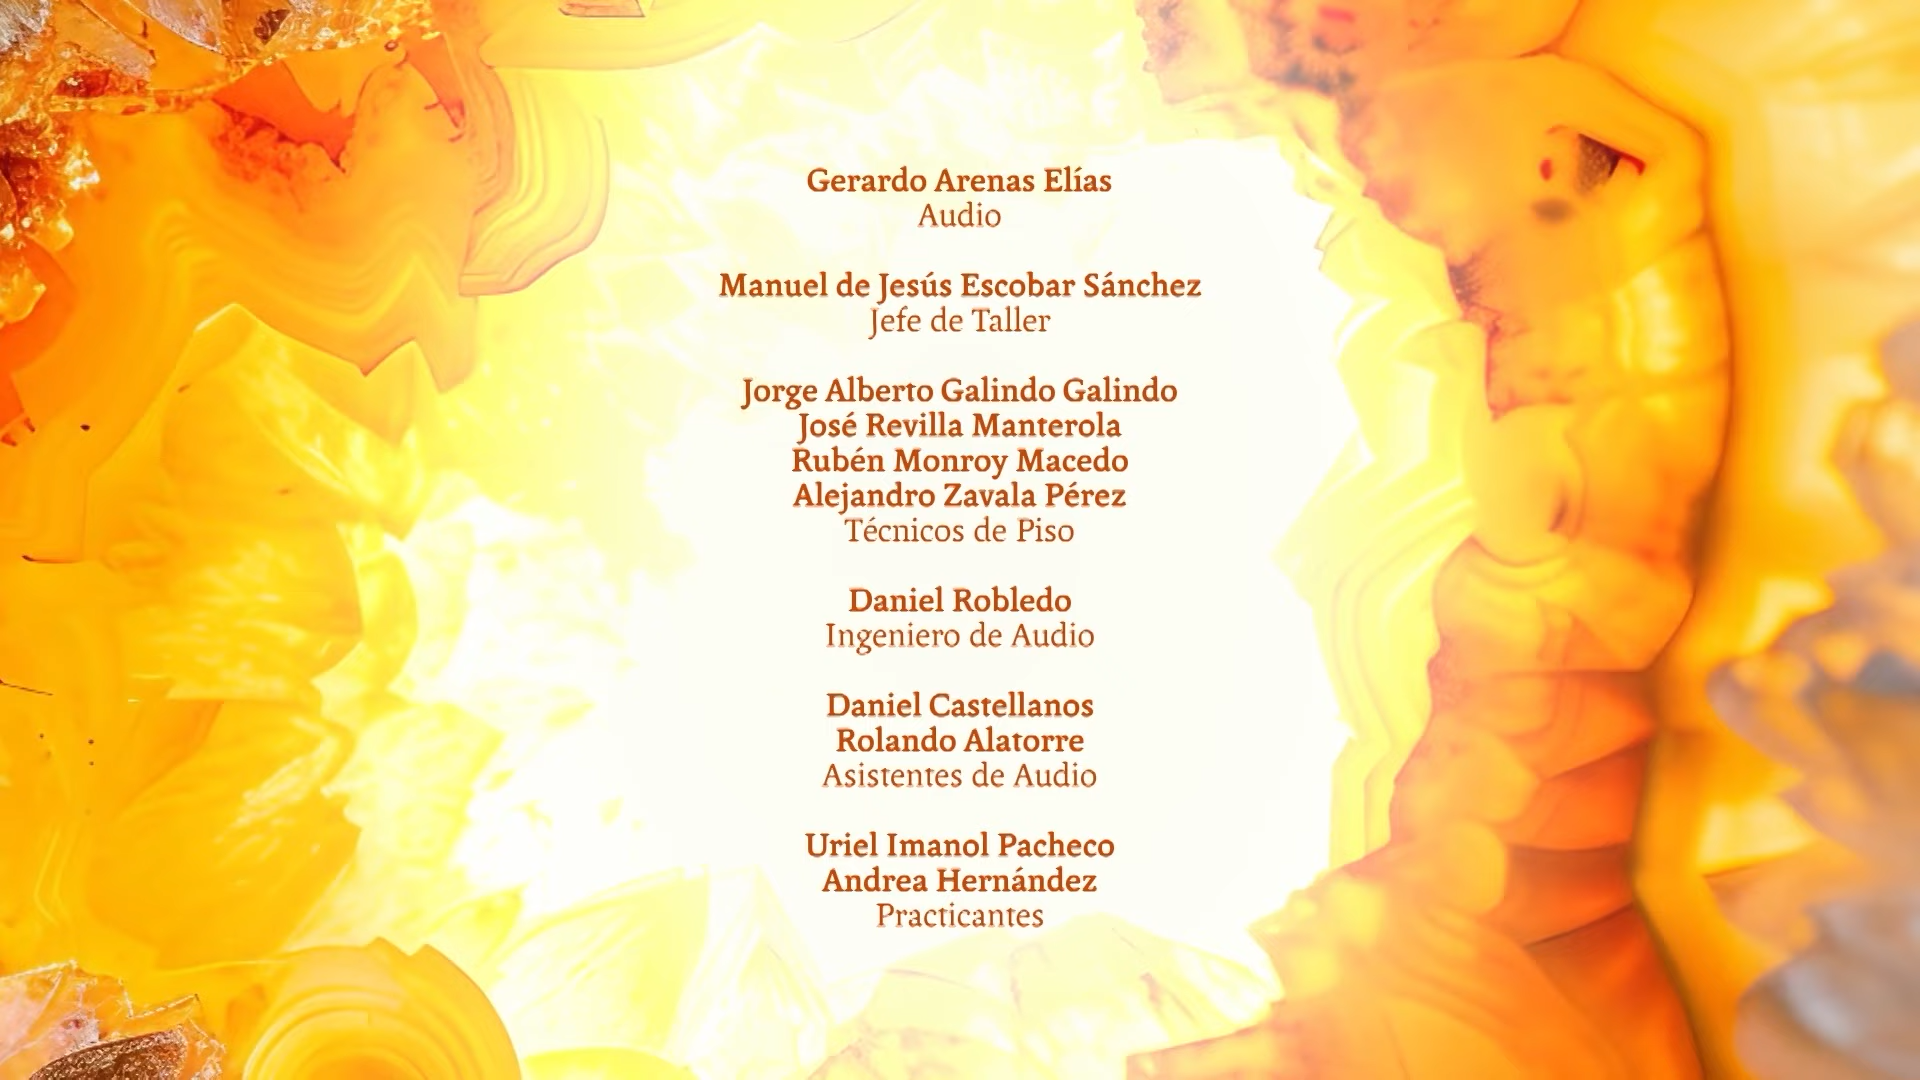 Gerardo Arenas Elías
Audio
Manuel de Jesús Escobar Sánchez
Jefe de Taller
Jorge Alberto Galindo Galindo
José Revilla Manterola
Rubén Monroy Macedo
Alejandro Zavala Pérez
Técnicos de Piso
Daniel Robledo
Ingeniero de Audio
Daniel Castellanos
Rolando Alatorre
Asistentes de Audio
Uriel Imanol Pacheco
Andrea Hernández
Practicantes